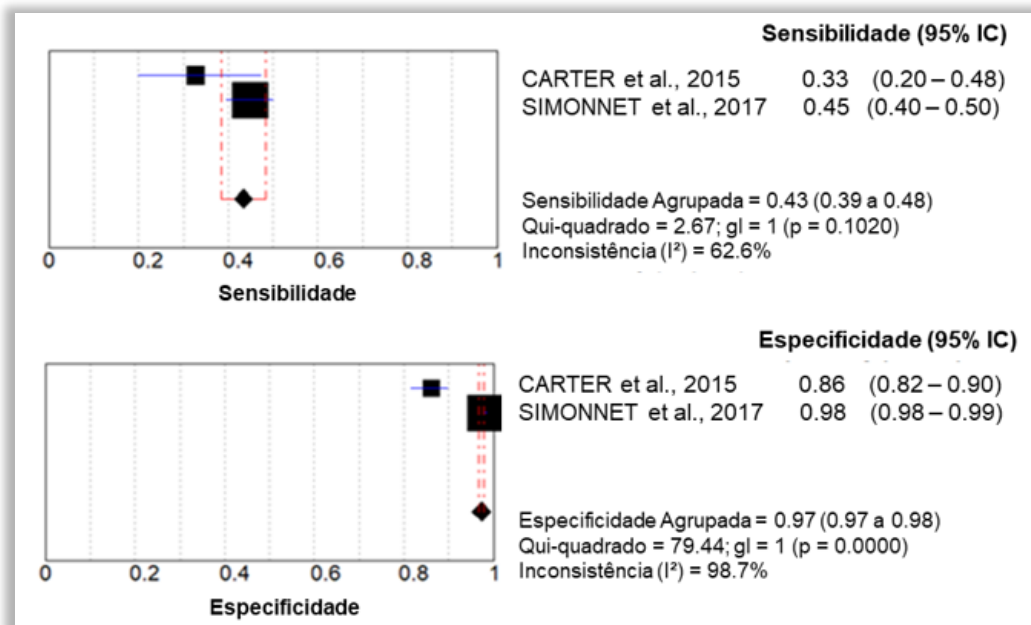 Sensibilidade (95% IC)
CARTER et al., 2015 0.33 (0.20 – 0.48)
SIMONNET et al., 2017 0.45 (0.40 – 0.50)
Sensibilidade Agrupada = 0.43 (0.39 a 0.48)
Qui-quadrado = 2.67; gl = 1 (p = 0.1020)
Inconsistência (I²) = 62.6%
0 0.2 0.4 0.6 0.8 1
Sensibilidade
Especificidade (95% IC)
CARTER et al., 2015 0.86 (0.82 – 0.90)
SIMONNET et al., 2017 0.98 (0.98 – 0.99)
Especificidade Agrupada = 0.97 (0.97 a 0.98)
Qui-quadrado = 79.44; gl = 1 (p = 0.0000)
Inconsistência (I²) = 98.7%
0 0.2 0.4 0.6 0.8 1
Especificidade